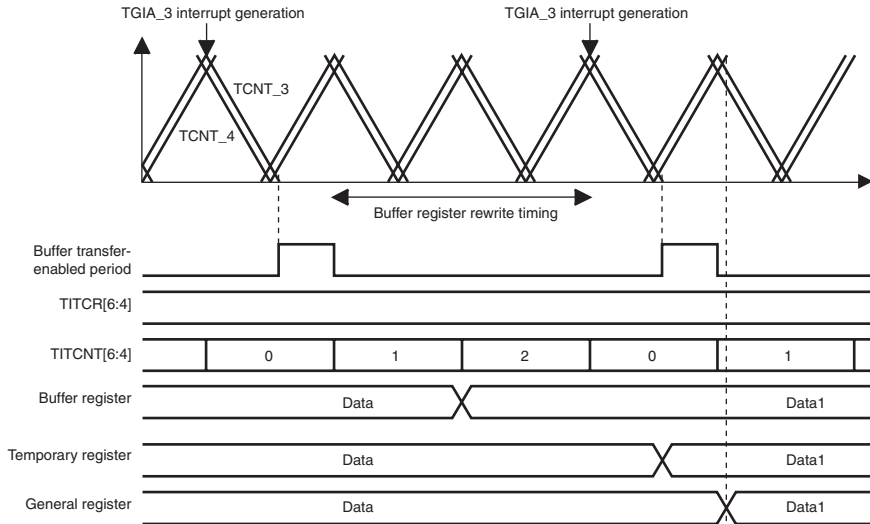 TGIA_3 interrupt generation
TGIA_3 interrupt generation
TCNT_3
TCNT_4
Buffer register rewrite timing
Buffer transfer-
enabled period
TITCR[6:4]
TITCNT[6:4]
0
1
2
0
1
Buffer register
Data
Data1
Temporary register
Data
Data1
General register
Data
Data1